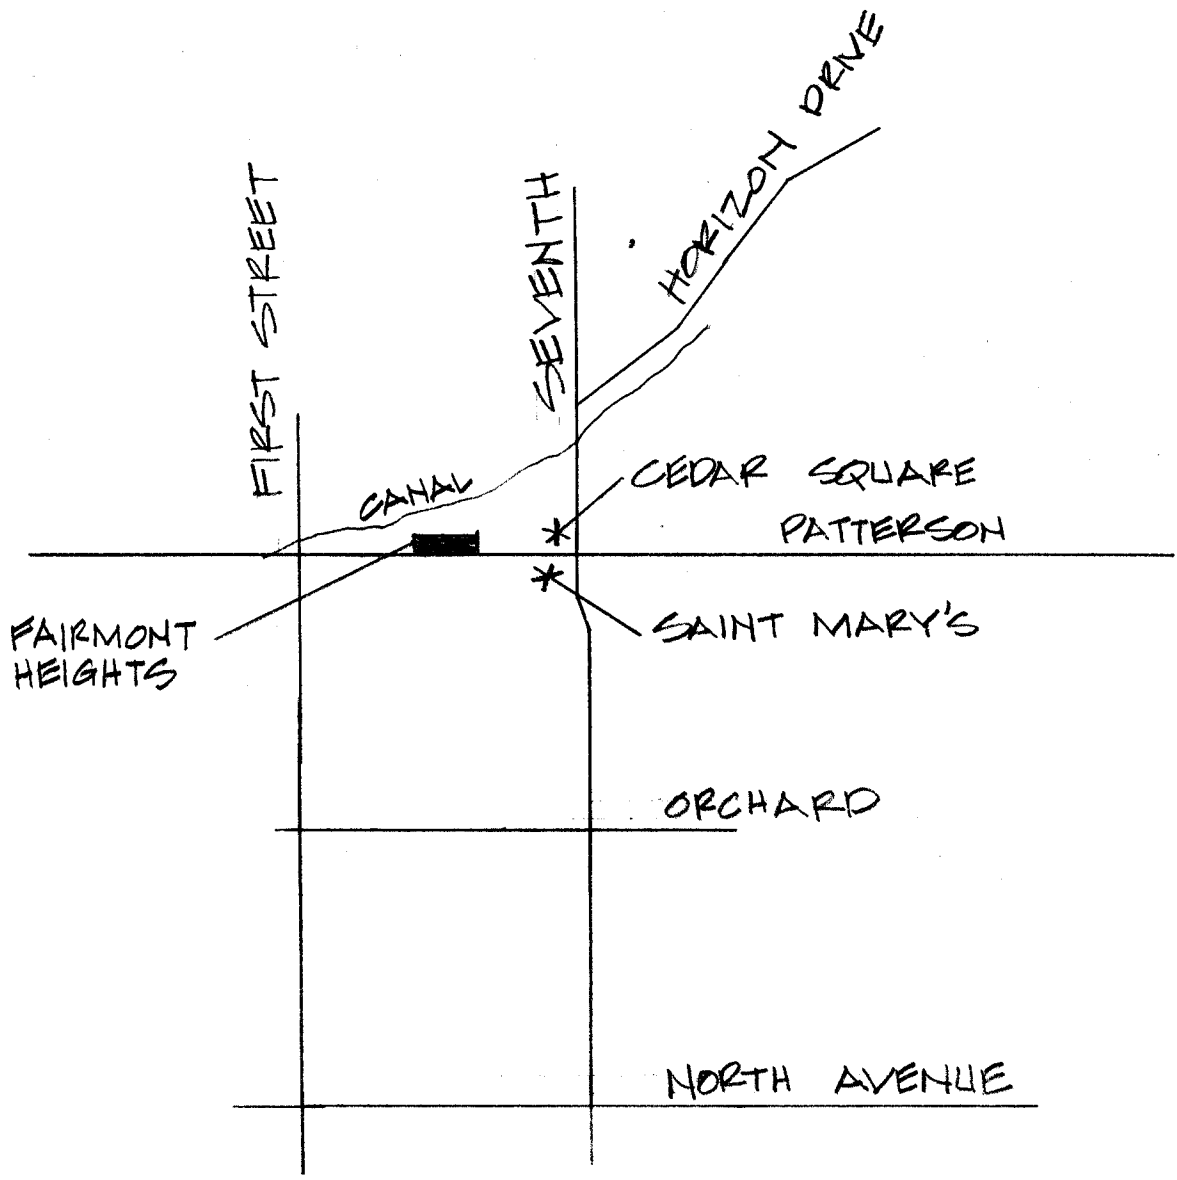 HORIZON DRIVE
FIRST STREET
SEVENTH
CANAL
CEDAR SQUARE
PATTERSON
FAIRMONT
HEIGHTS
SAINT MARY'S
ORCHARD
NORTH AVENUE